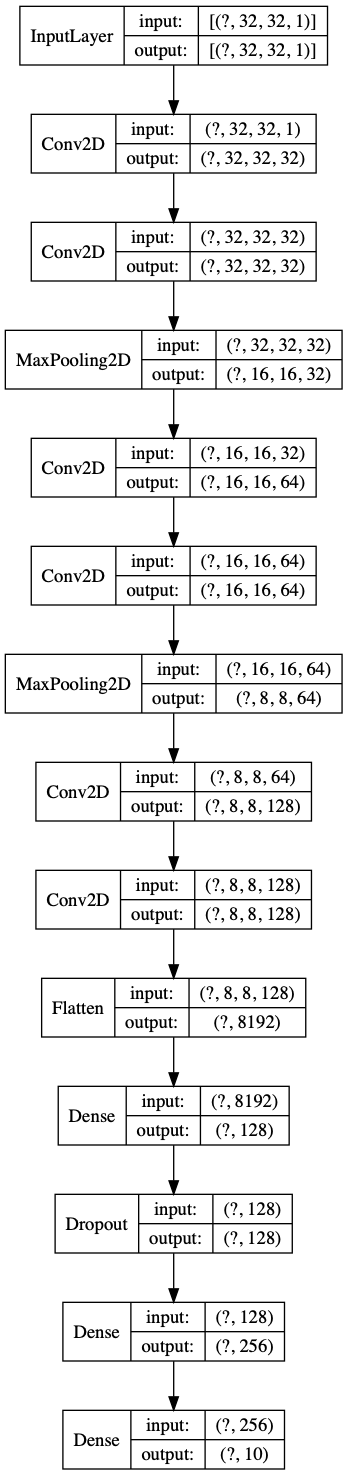 InputLayer input: [(?, 32, 32, 1)]
output: [(?, 32, 32, 1)]
Conv2D input: (?, 32, 32, 1)
output: (?, 32, 32, 32)
Conv2D input: (?, 32, 32, 32)
output: (?, 32, 32, 32)
MaxPooling2D input: (?, 32, 32, 32)
output: (?, 16, 16, 32)
Conv2D input: (?, 16, 16, 32)
output: (?, 16, 16, 64)
Conv2D input: (?, 16, 16, 64)
output: (?, 16, 16, 64)
MaxPooling2D input: (?, 16, 16, 64)
output: (?, 8, 8, 64)
Conv2D input: (?, 8, 8, 64)
output: (?, 8, 8, 128)
Conv2D input: (?, 8, 8, 128)
output: (?, 8, 8, 128)
Flatten input: (?, 8, 8, 128)
output: (?, 8192)
Dense input: (?, 8192)
output: (?, 128)
Dropout input: (?, 128)
output: (?, 128)
Dense input: (?, 128)
output: (?, 256)
Dense input: (?, 256)
output: (?, 10)